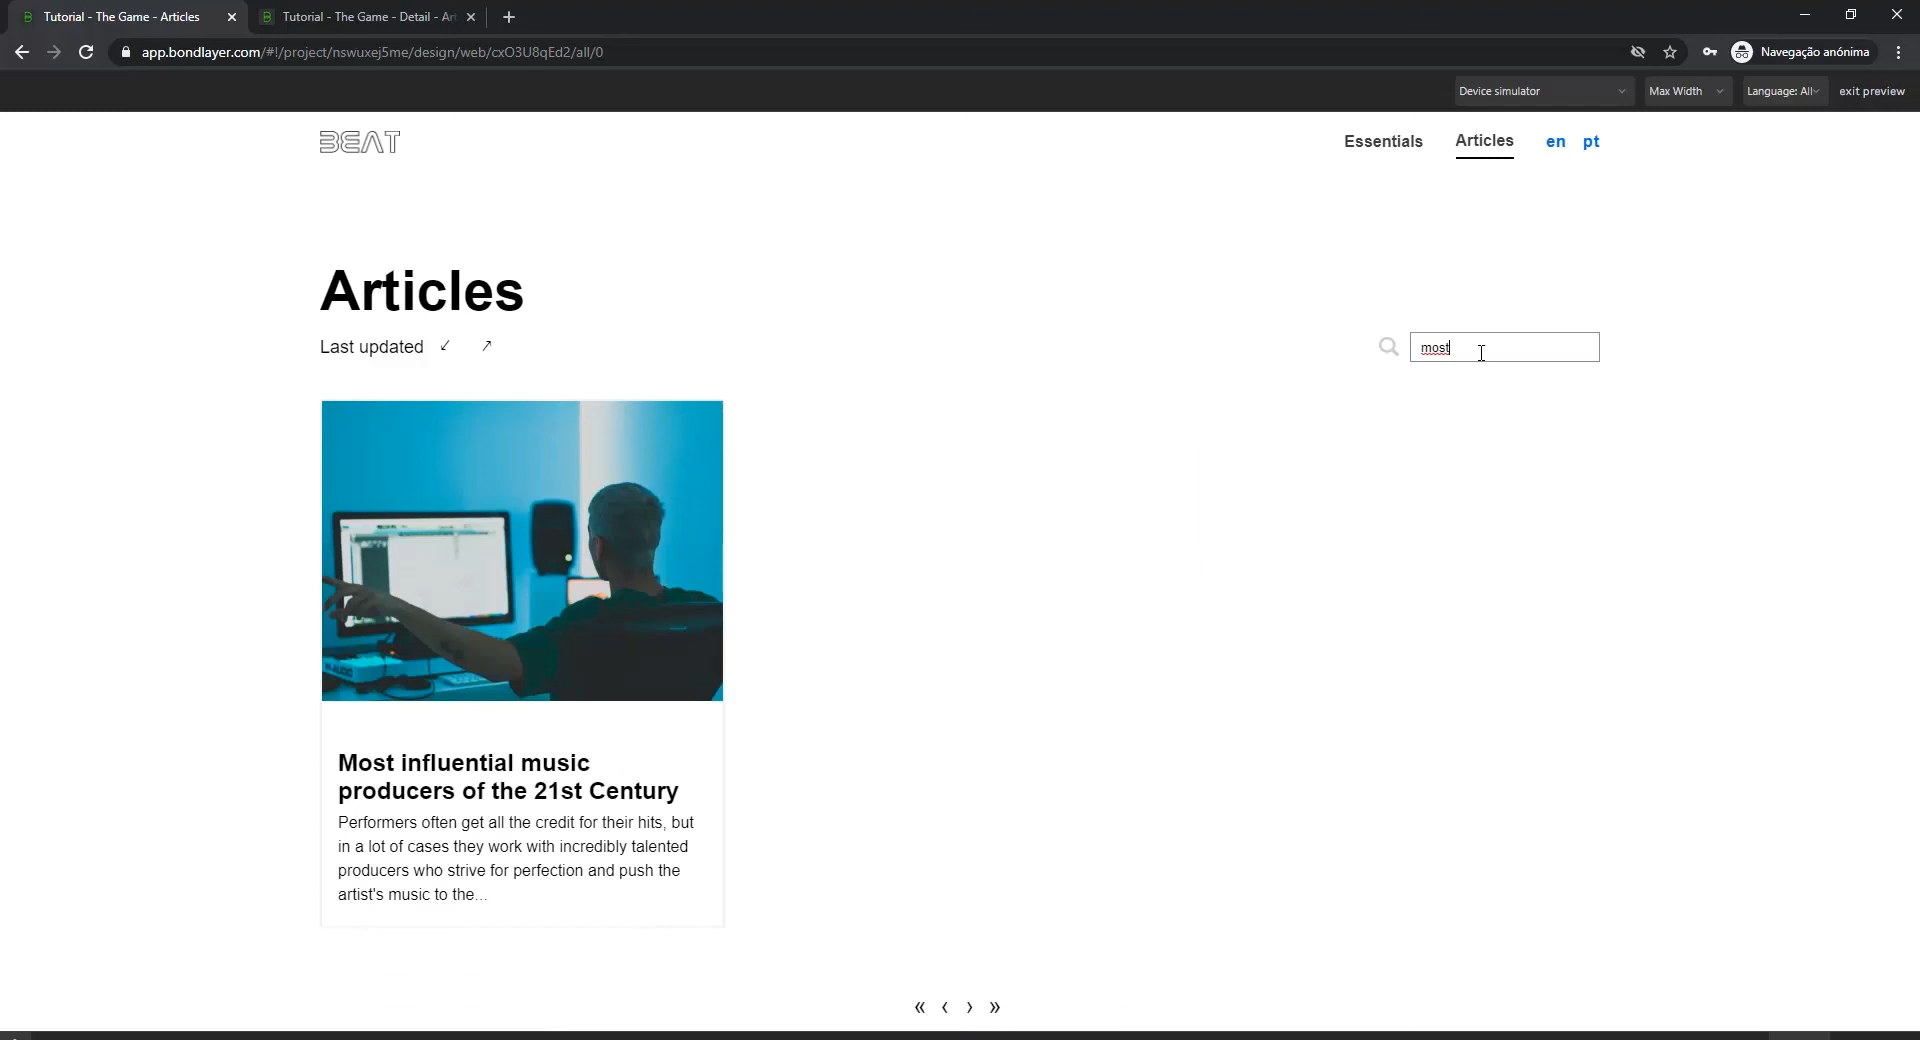 Tutorial - The Game - Articles
Tutorial - The Game - Detail - Ar
app.bondlayer.com/#!/project/nswuxej5me/design/web/cxO3U8qEd2/all/0
Navegação anónima
Device simulator
Max Width
Language: All
exit preview
BEAT
Essentials
Articles
en
pt
Articles
Last updated
most
Most influential music
producers of the 21st Century
Performers often get all the credit for their hits, but
in a lot of cases they work with incredibly talented
producers who strive for perfection and push the
artist's music to the...
« ‹ › »